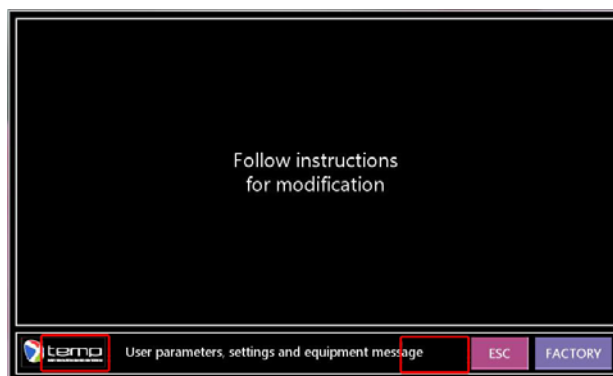 Follow instructions
for modification
temp
User parameters, settings and equipment message
ESC
FACTORY